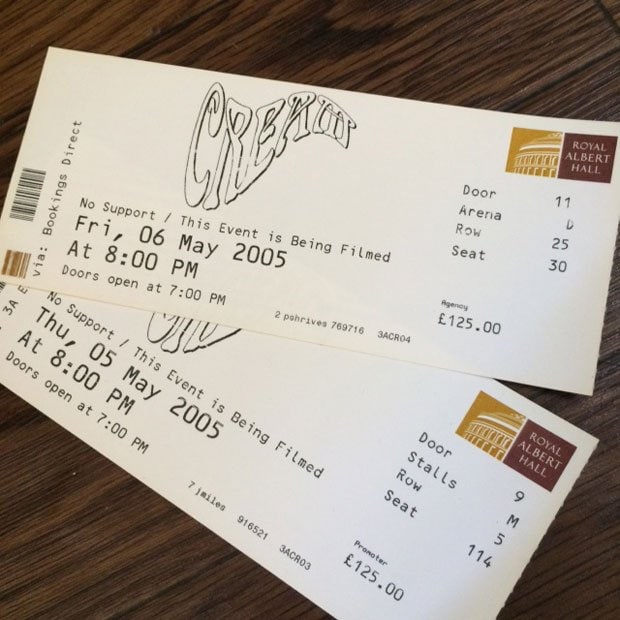 CREAM
ROYAL
ALBERT
HALL
via: Bookings Direct
No Support / This Event is Being Filmed
Fri, 06 May 2005
At 8:00 PM
Doors open at 7:00 PM
Door 11
Arena D
Row 25
Seat 30
Agency
£125.00
2 pshrives 769716 3ACR04
ROYAL
ALBERT
HALL
No Support / This Event is Being Filmed
Thu, 05 May 2005
At 8:00 PM
Doors open at 7:00 PM
Door 9
Stalls M
Row 5
Seat 114
Promoter
£125.00
7 jmiles 916521 3ACR03